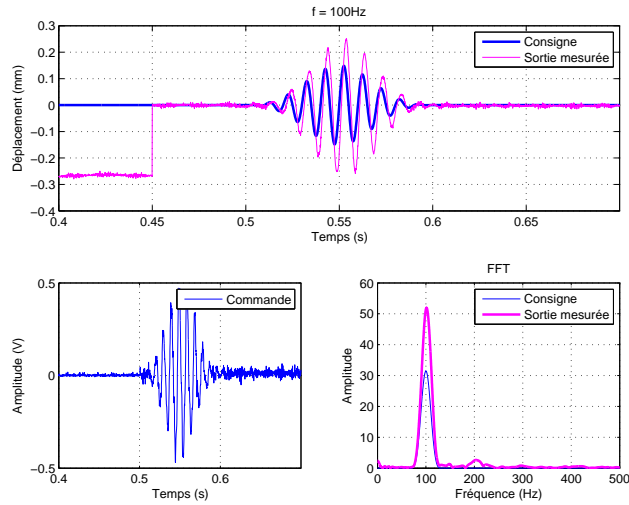 f = 100Hz
0.3
0.2
0.1
0
−0.1
−0.2
−0.3
−0.4
Déplacement (mm)
Consigne
Sortie mesurée
0.4
0.45
0.5
0.55
0.6
0.65
Temps (s)
0.5
0
−0.5
Amplitude (V)
Commande
0.4
0.5
0.6
Temps (s)
FFT
60
50
40
30
20
10
0
Amplitude
Consigne
Sortie mesurée
0
100
200
300
400
500
Fréquence (Hz)